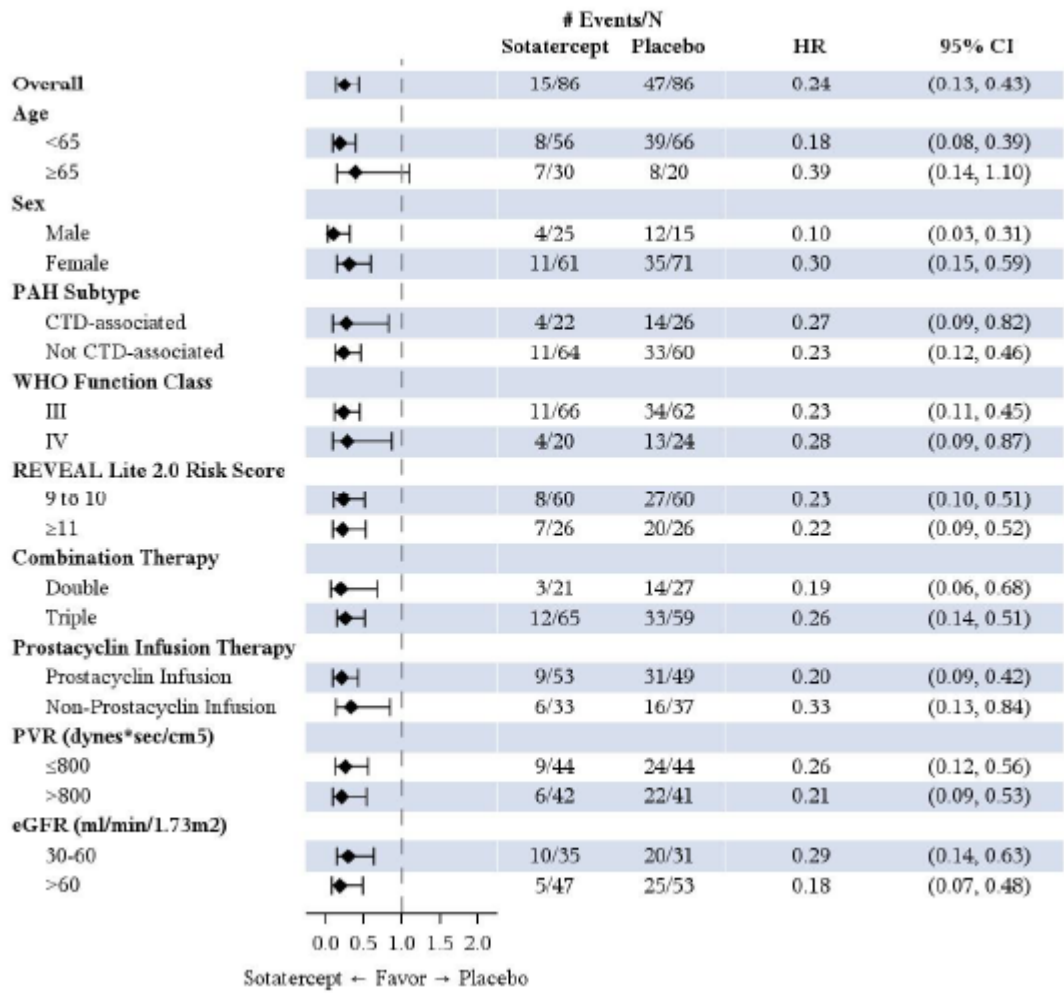 # Events/N
Sotatercept Placebo HR 95% CI
Overall 15/86 47/86 0.24 (0.13, 0.43)
Age
<65 8/56 39/66 0.18 (0.08, 0.39)
≥65 7/30 8/20 0.39 (0.14, 1.10)
Sex
Male 4/25 12/15 0.10 (0.03, 0.31)
Female 11/61 35/71 0.30 (0.15, 0.59)
PAH Subtype
CTD-associated 4/22 14/26 0.27 (0.09, 0.82)
Not CTD-associated 11/64 33/60 0.23 (0.12, 0.46)
WHO Function Class
III 11/66 34/62 0.23 (0.11, 0.45)
IV 4/20 13/24 0.28 (0.09, 0.87)
REVEAL Lite 2.0 Risk Score
9 to 10 8/60 27/60 0.23 (0.10, 0.51)
≥11 7/26 20/26 0.22 (0.09, 0.52)
Combination Therapy
Double 3/21 14/27 0.19 (0.06, 0.68)
Triple 12/65 33/59 0.26 (0.14, 0.51)
Prostacyclin Infusion Therapy
Prostacyclin Infusion 9/53 31/49 0.20 (0.09, 0.42)
Non-Prostacyclin Infusion 6/33 16/37 0.33 (0.13, 0.84)
PVR (dynes*sec/cm5)
≤800 9/44 24/44 0.26 (0.12, 0.56)
>800 6/42 22/41 0.21 (0.09, 0.53)
eGFR (ml/min/1.73m2)
30-60 10/35 20/31 0.29 (0.14, 0.63)
>60 5/47 25/53 0.18 (0.07, 0.48)
0.0 0.5 1.0 1.5 2.0
Sotatercept ← Favor → Placebo